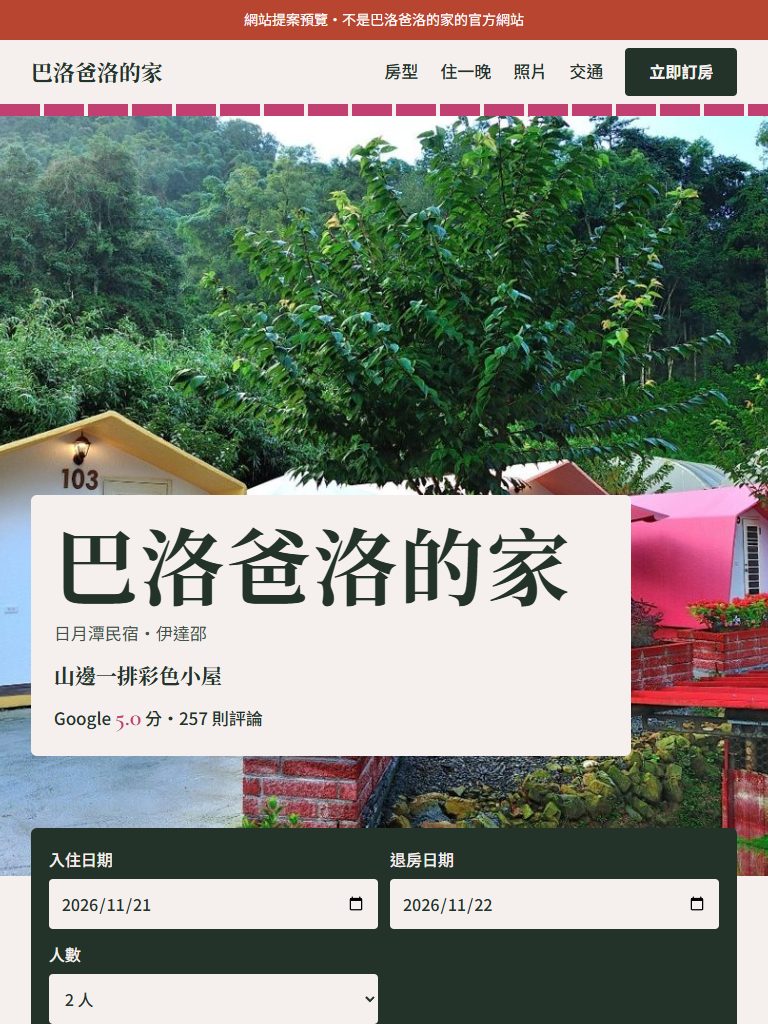 網站提案預覽・不是巴洛爸洛的家的官方網站
巴洛爸洛的家 房型 住一晚 照片 交通 立即訂房
103
巴洛爸洛的家
日月潭民宿・伊達邵
山邊一排彩色小屋
Google 5.0 分・257 則評論
入住日期 退房日期
2026/11/21 2026/11/22
人數
2 人